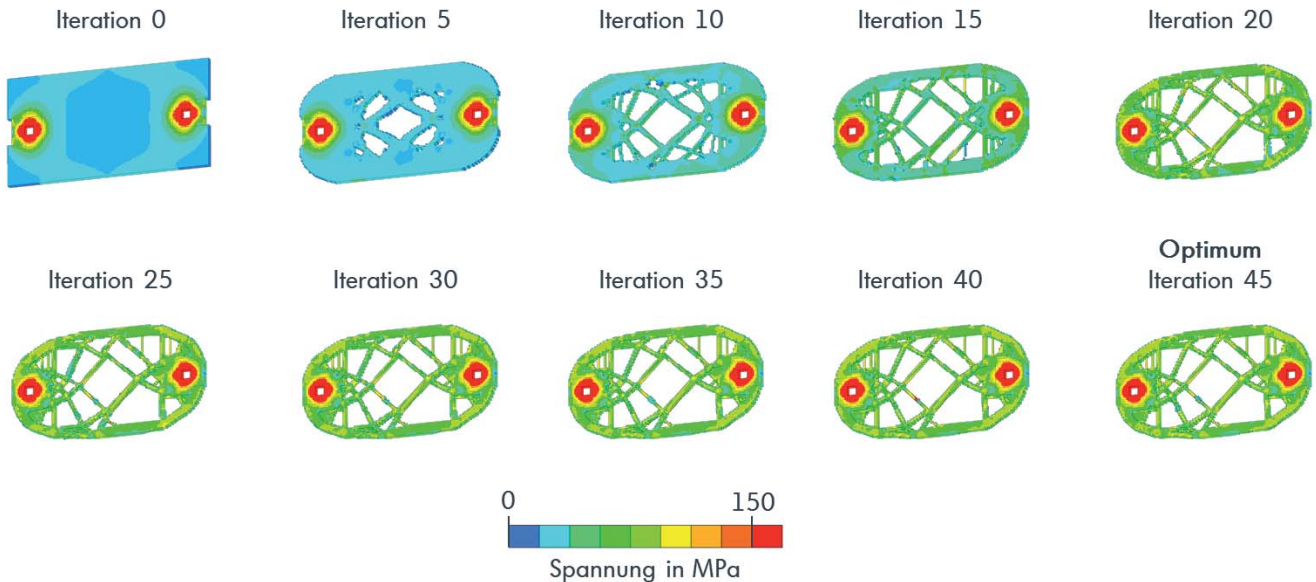 Iteration 0
Iteration 5
Iteration 10
Iteration 15
Iteration 20
Iteration 25
Iteration 30
Iteration 35
Iteration 40
Optimum
Iteration 45
0
150
Spannung in MPa